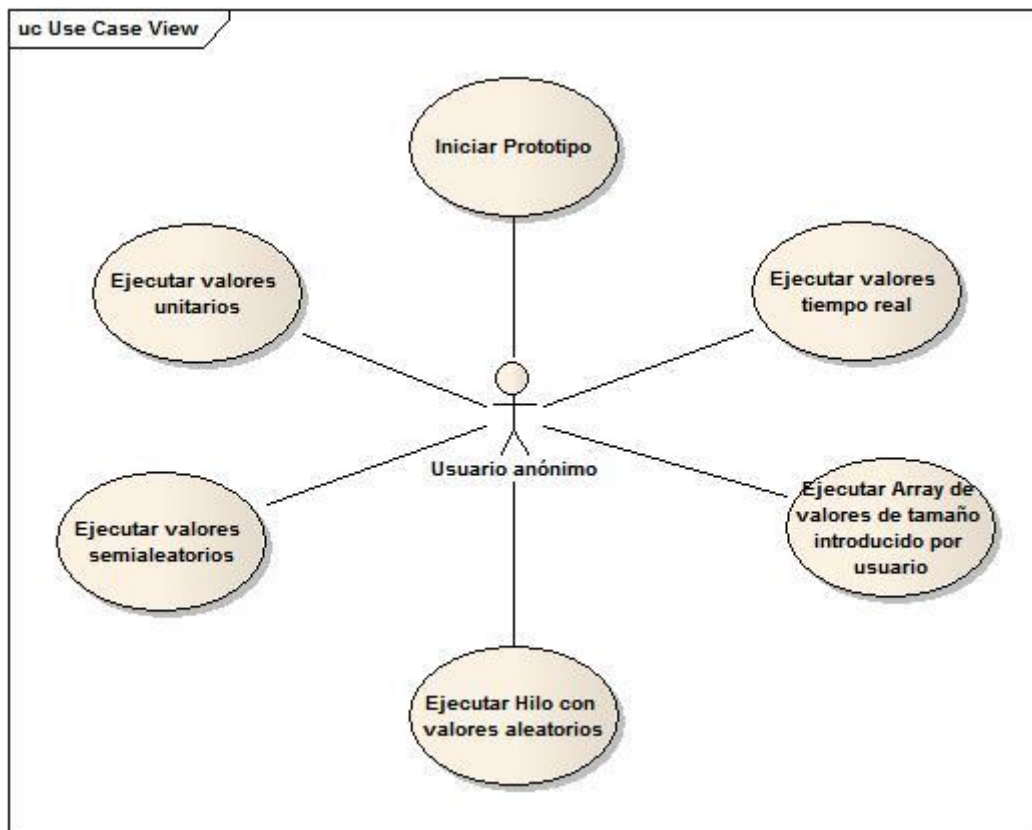 uc Use Case View
Iniciar Prototipo
Ejecutar valores
unitarios
Ejecutar valores
tiempo real
Usuario anónimo
Ejecutar valores
semialeatorios
Ejecutar Array de
valores de tamaño
introducido por
usuario
Ejecutar Hilo con
valores aleatorios